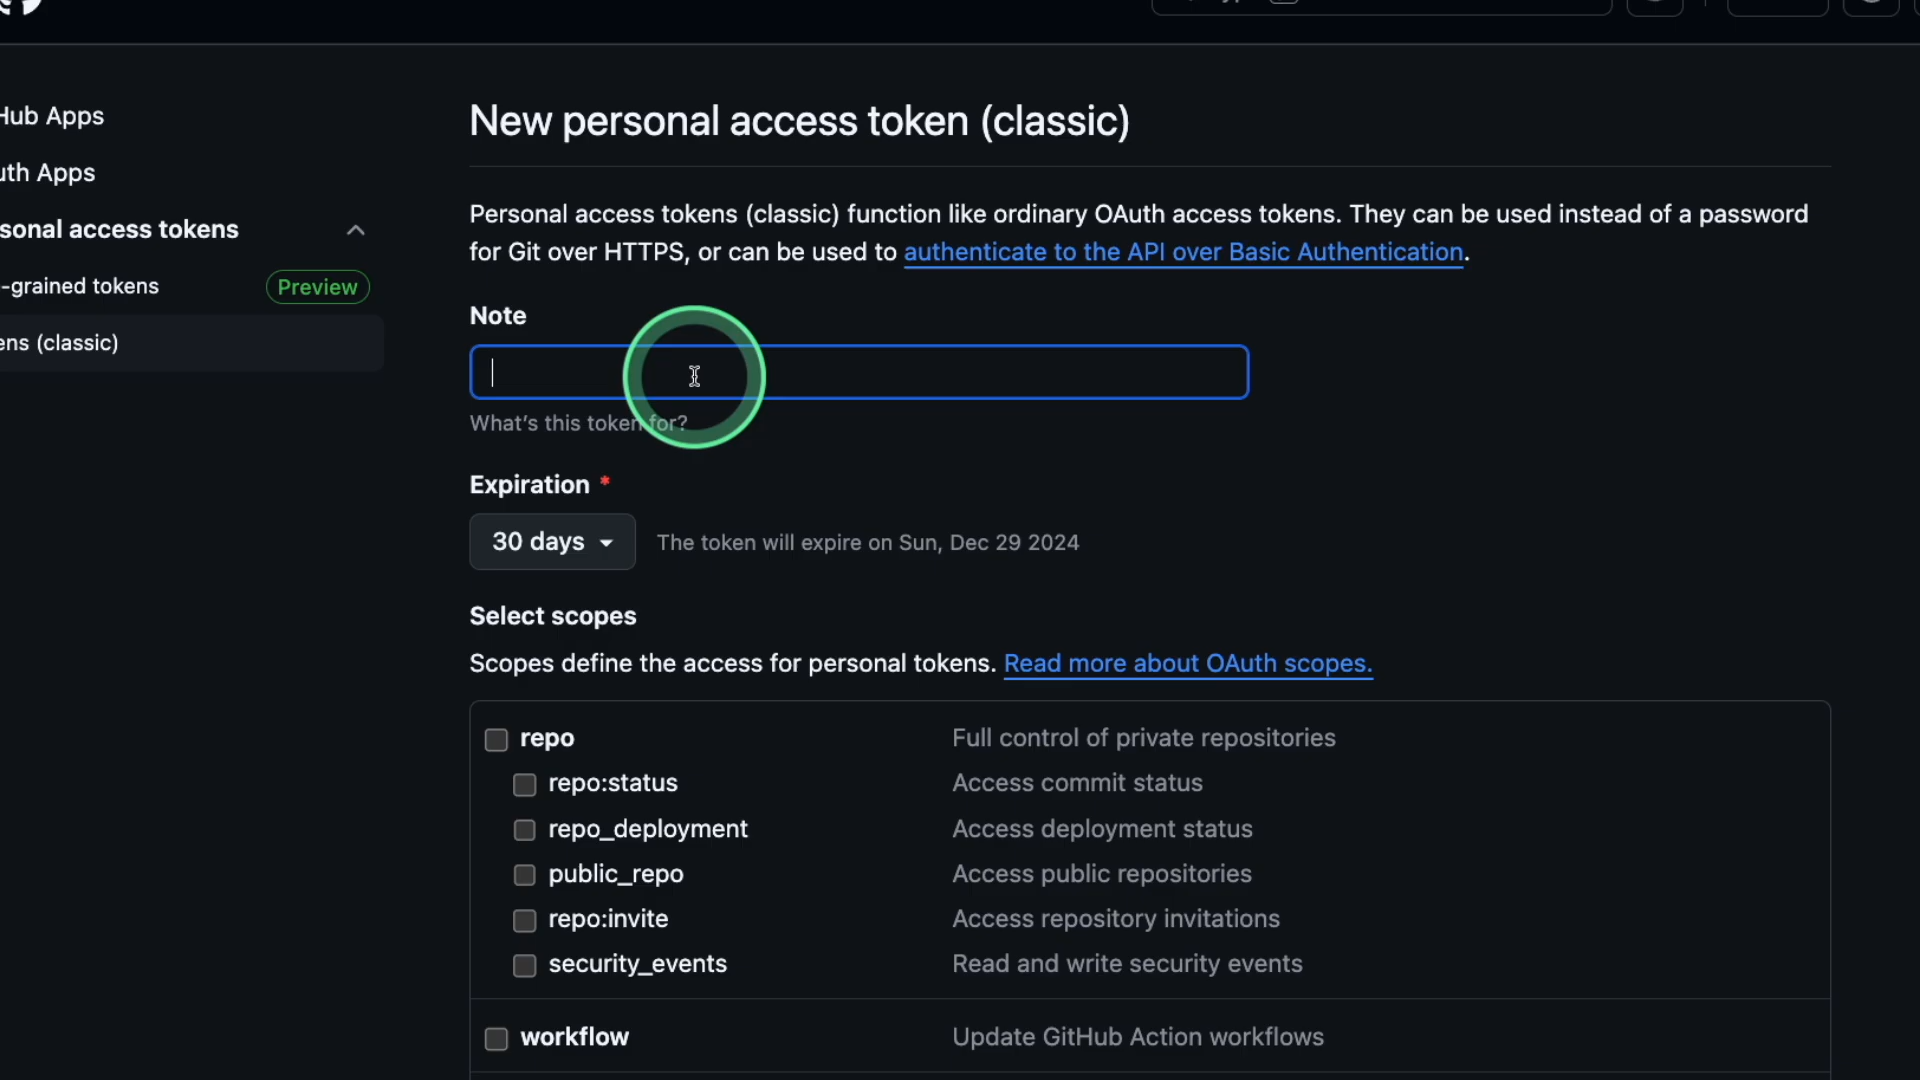 Hub Apps
uth Apps
sonal access tokens
-grained tokens Preview
ens (classic)
New personal access token (classic)
Personal access tokens (classic) function like ordinary OAuth access tokens. They can be used instead of a password
for Git over HTTPS, or can be used to authenticate to the API over Basic Authentication.
Note
What's this token for?
Expiration *
30 days The token will expire on Sun, Dec 29 2024
Select scopes
Scopes define the access for personal tokens. Read more about OAuth scopes.
repo Full control of private repositories
repo:status Access commit status
repo_deployment Access deployment status
public_repo Access public repositories
repo:invite Access repository invitations
security_events Read and write security events
workflow Update GitHub Action workflows